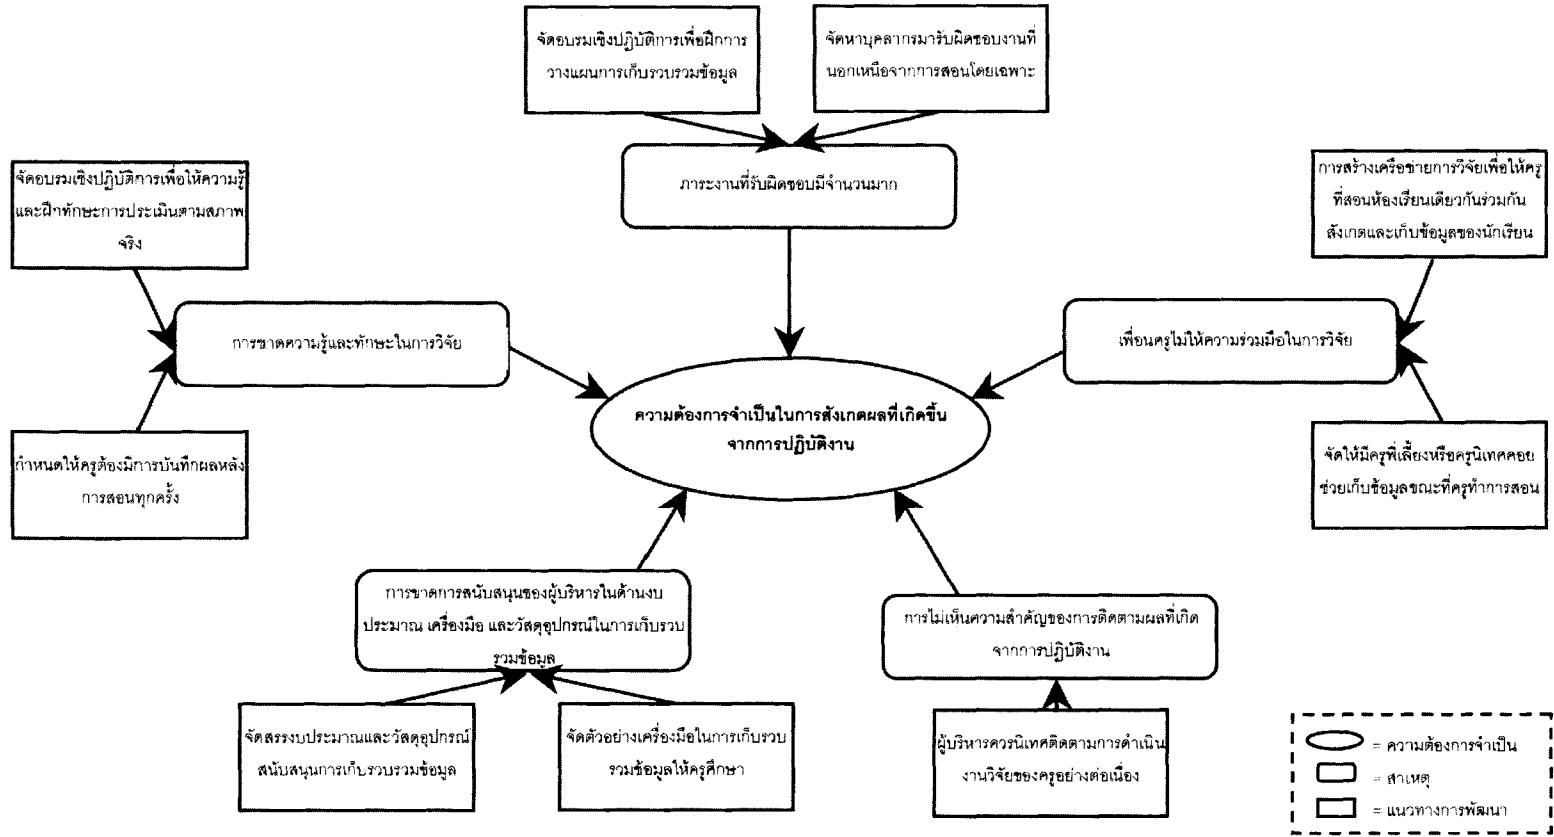 จัดอบรมเชิงปฏิบัติการเพื่อฝึกการ
วางแผนการเก็บรวบรวมข้อมูล
จัดหาบุคลากรมารับผิดชอบงานที่
นอกเหนือจากการสอนโดยเฉพาะ
ภาระงานที่รับผิดชอบมีจำนวนมาก
จัดอบรมเชิงปฏิบัติการเพื่อให้ความรู้
และฝึกทักษะการประเมินตามสภาพ
จริง
การสร้างเครือข่ายการวิจัยเพื่อให้ครู
ที่สอนห้องเรียนเดียวกันร่วมกัน
สังเกตและเก็บข้อมูลของนักเรียน
การขาดความรู้และทักษะในการวิจัย
เพื่อนครูไม่ให้ความร่วมมือในการวิจัย
ความต้องการจำเป็นในการสังเกตผลที่เกิดขึ้น
จากการปฏิบัติงาน
กำหนดให้ครูต้องมีการบันทึกผลหลัง
การสอนทุกครั้ง
จัดให้มีครูพี่เลี้ยงหรือครูนิเทศคอย
ช่วยเก็บข้อมูลขณะที่ครูทำการสอน
การขาดการสนับสนุนของผู้บริหารในด้านงบ
ประมาณ เครื่องมือ และวัสดุอุปกรณ์ในการเก็บรวบ
รวมข้อมูล
การไม่เห็นความสำคัญของการติดตามผลที่เกิด
จากการปฏิบัติงาน
จัดสรรงบประมาณและวัสดุอุปกรณ์
สนับสนุนการเก็บรวบรวมข้อมูล
จัดตัวอย่างเครื่องมือในการเก็บรวบ
รวมข้อมูลให้ครูศึกษา
ผู้บริหารควรนิเทศติดตามการดำเนิน
งานวิจัยของครูอย่างต่อเนื่อง
= ความต้องการจำเป็น
= สาเหตุ
= แนวทางการพัฒนา